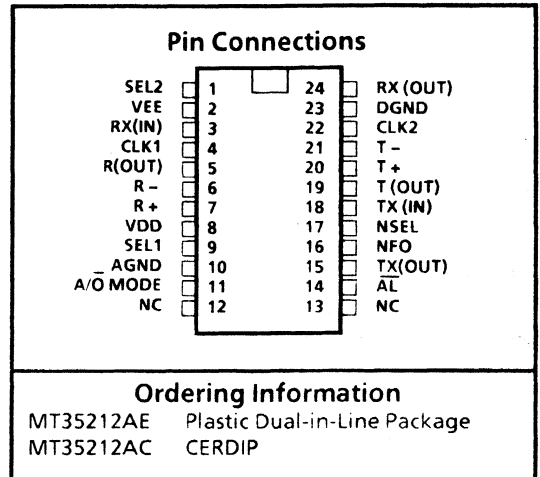 Pin Connections
SEL2 1 24 RX (OUT)
VEE 2 23 DGND
RX(IN) 3 22 CLK2
CLK1 4 21 T -
R(OUT) 5 20 T +
R - 6 19 T (OUT)
R + 7 18 TX (IN)
VDD 8 17 NSEL
SEL1 9 16 NFO
AGND 10 15 TX(OUT)
A/O̅ MODE 11 14 A̅L̅
NC 12 13 NC
Ordering Information
MT35212AE Plastic Dual-in-Line Package
MT35212AC CERDIP